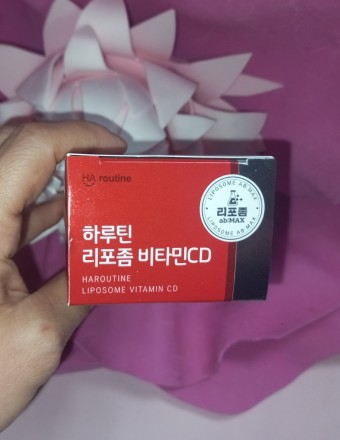 HA routine
LIPOSOME AB MAX
리포좀
ab:MAX
LIPOSOME AB MAX
하루틴
리포좀 비타민CD
HAROUTINE
LIPOSOME VITAMIN CD